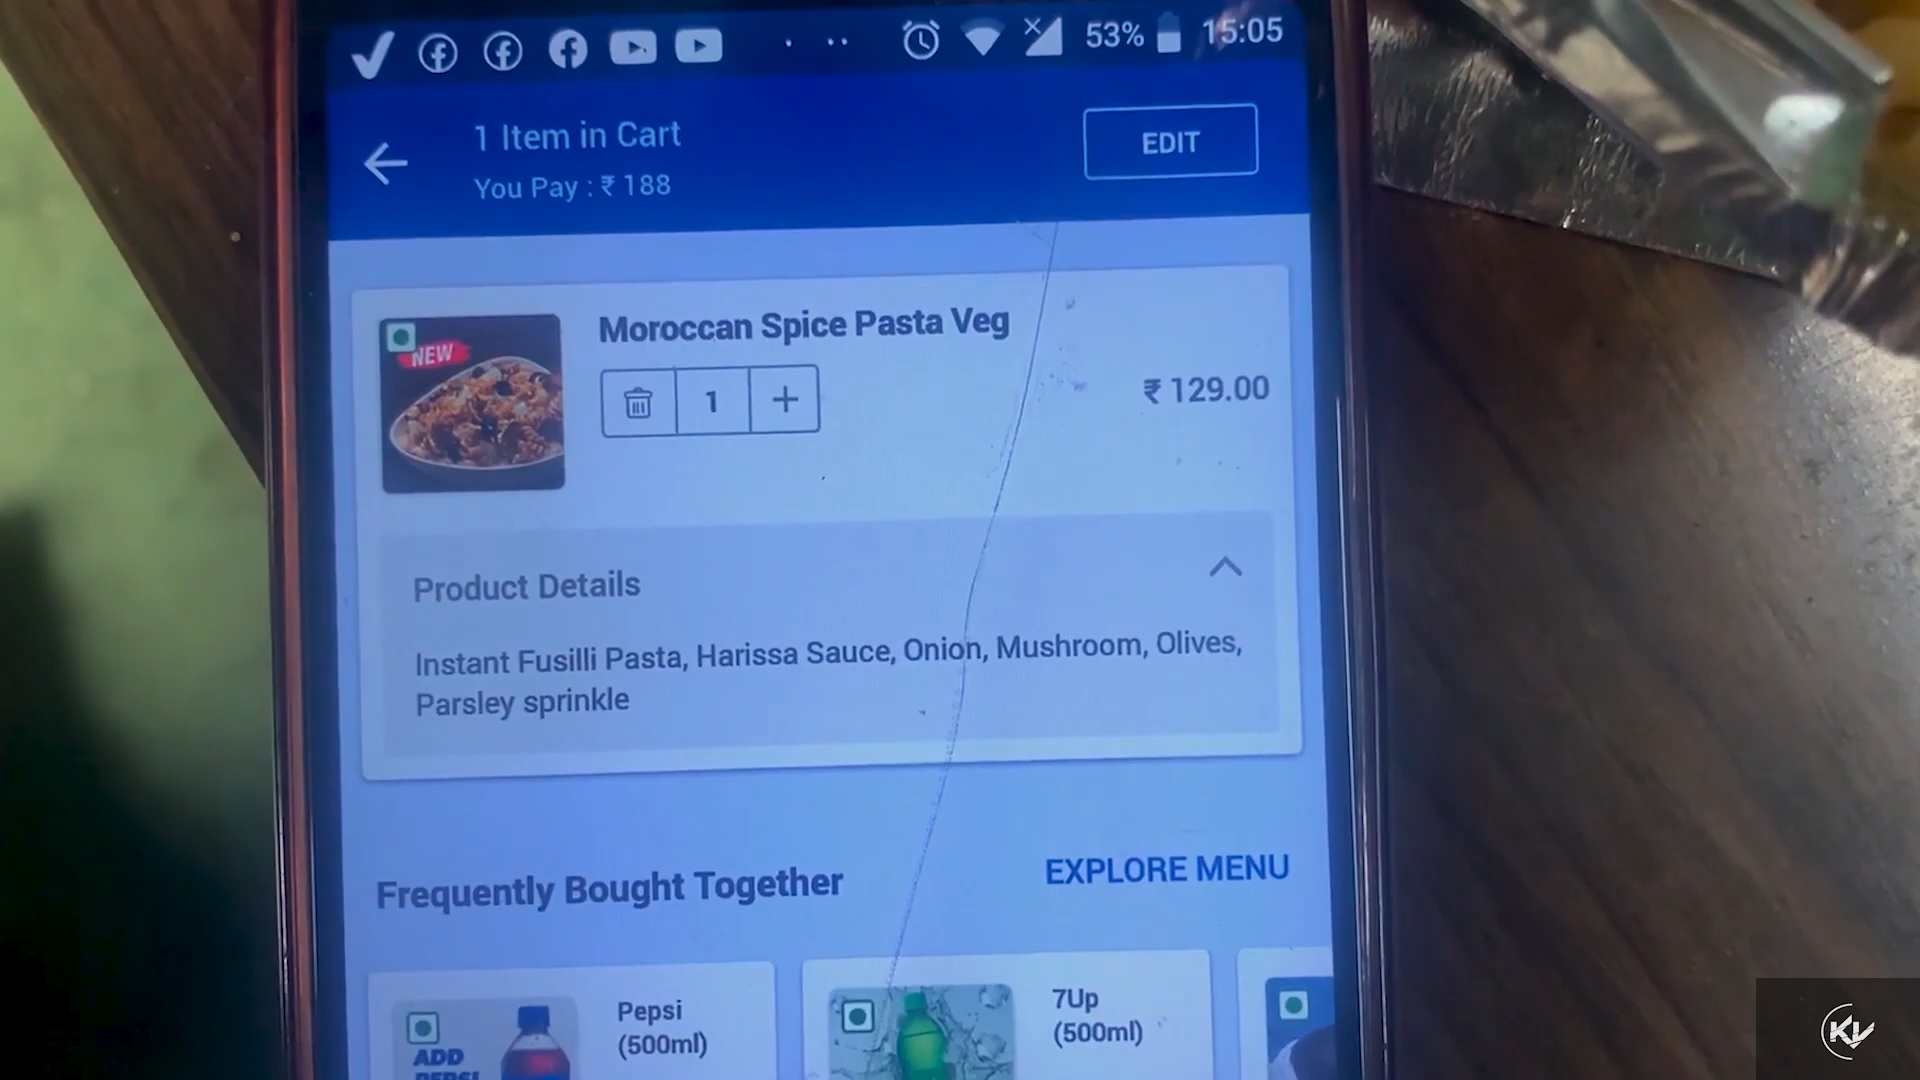 53% 15:05
1 Item in Cart
You Pay : ₹ 188
EDIT
NEW
Moroccan Spice Pasta Veg
1
₹ 129.00
Product Details
Instant Fusilli Pasta, Harissa Sauce, Onion, Mushroom, Olives,
Parsley sprinkle
Frequently Bought Together
EXPLORE MENU
ADD
PEPSI
Pepsi
(500ml)
7Up
(500ml)
KV